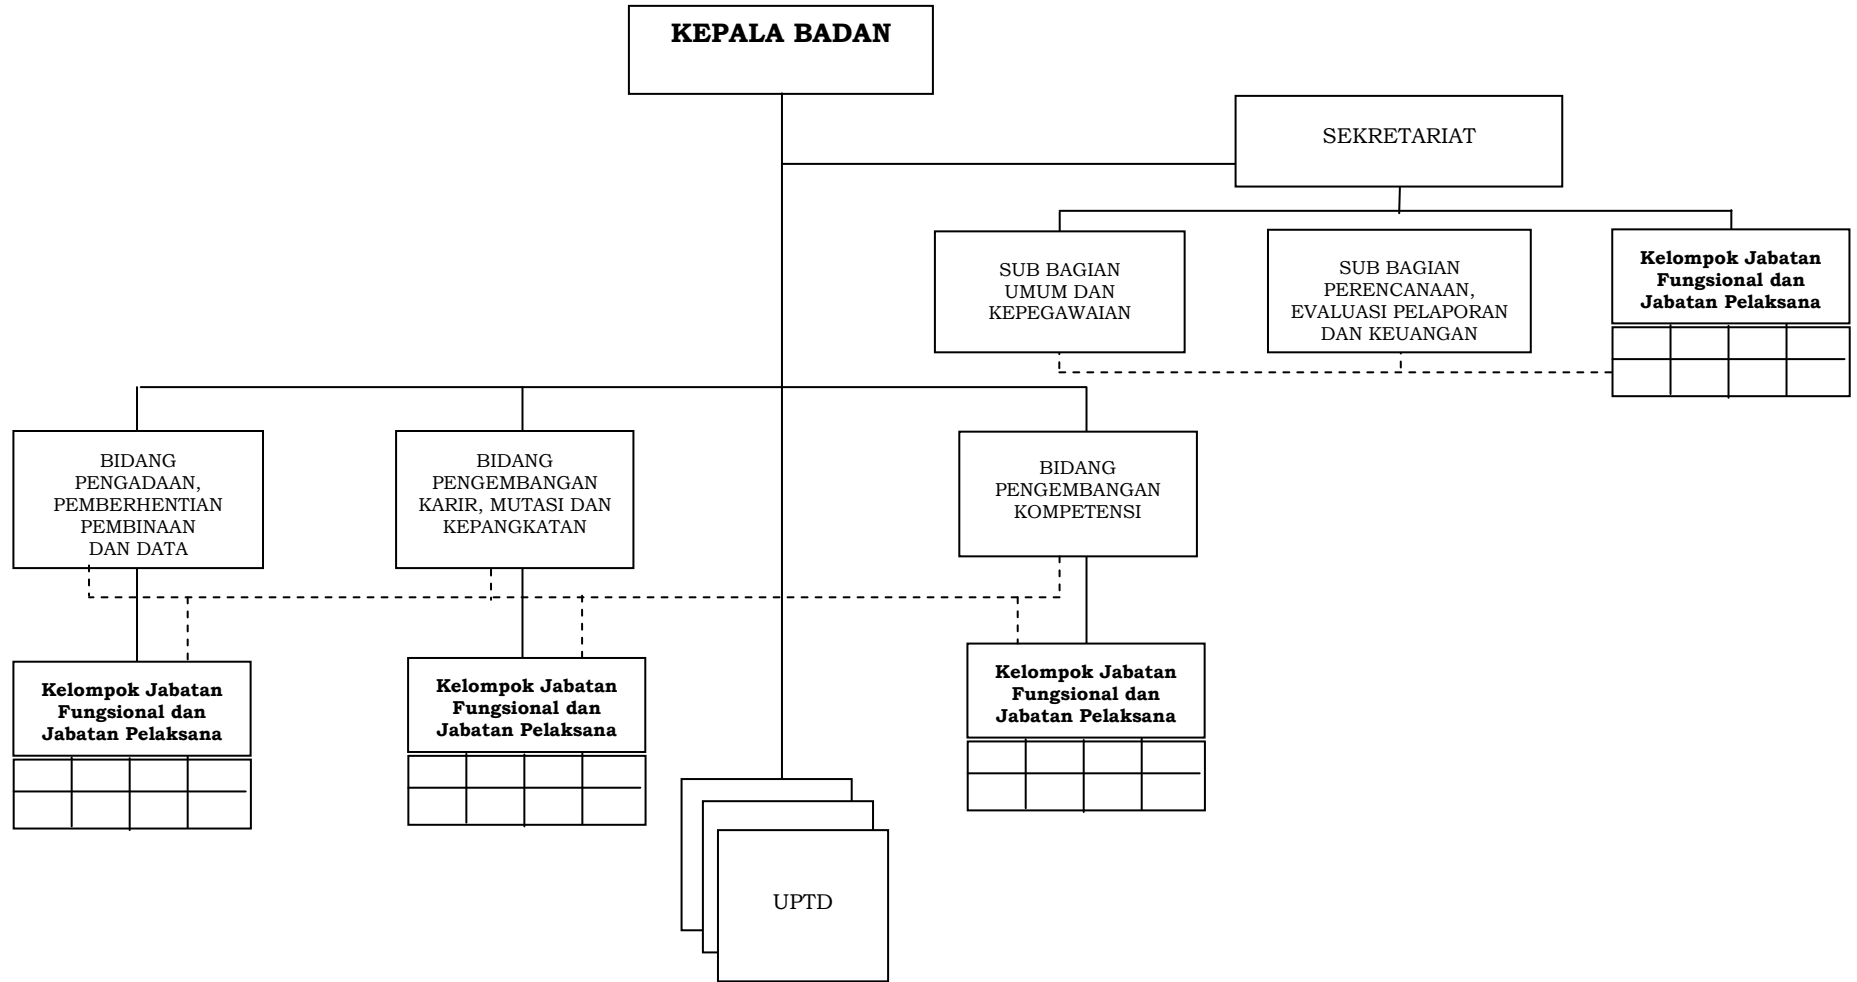 KEPALA BADAN
SEKRETARIAT
SUB BAGIAN
UMUM DAN
KEPEGAWAIAN
SUB BAGIAN
PERENCANAAN,
EVALUASI PELAPORAN
DAN KEUANGAN
Kelompok Jabatan
Fungsional dan
Jabatan Pelaksana
BIDANG
PENGADAAN,
PEMBERHENTIAN
PEMBINAAN
DAN DATA
BIDANG
PENGEMBANGAN
KARIR, MUTASI DAN
KEPANGKATAN
BIDANG
PENGEMBANGAN
KOMPETENSI
Kelompok Jabatan
Fungsional dan
Jabatan Pelaksana
Kelompok Jabatan
Fungsional dan
Jabatan Pelaksana
Kelompok Jabatan
Fungsional dan
Jabatan Pelaksana
UPTD